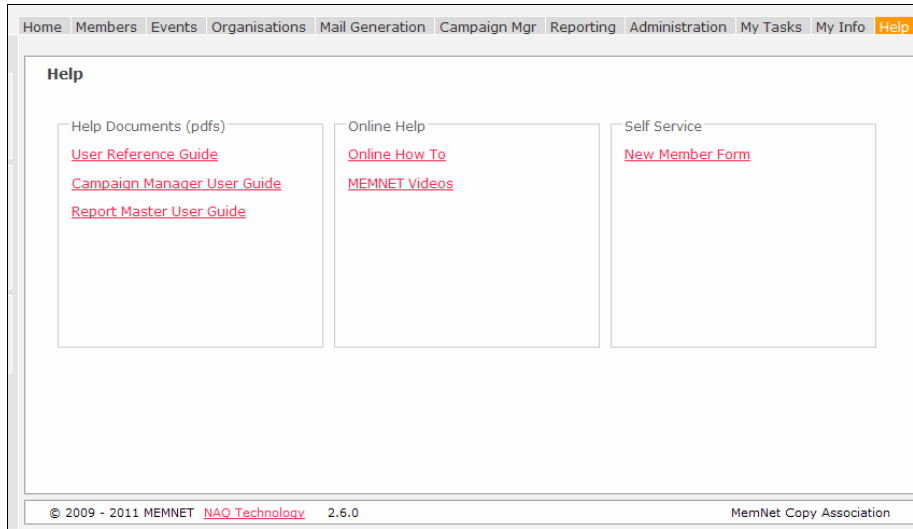 Home Members Events Organisations Mail Generation Campaign Mgr Reporting Administration My Tasks My Info Help
Help
Help Documents (pdfs)
User Reference Guide
Campaign Manager User Guide
Report Master User Guide
Online Help
Online How To
MEMNET Videos
Self Service
New Member Form
© 2009 - 2011 MEMNET NAQ Technology 2.6.0 MemNet Copy Association